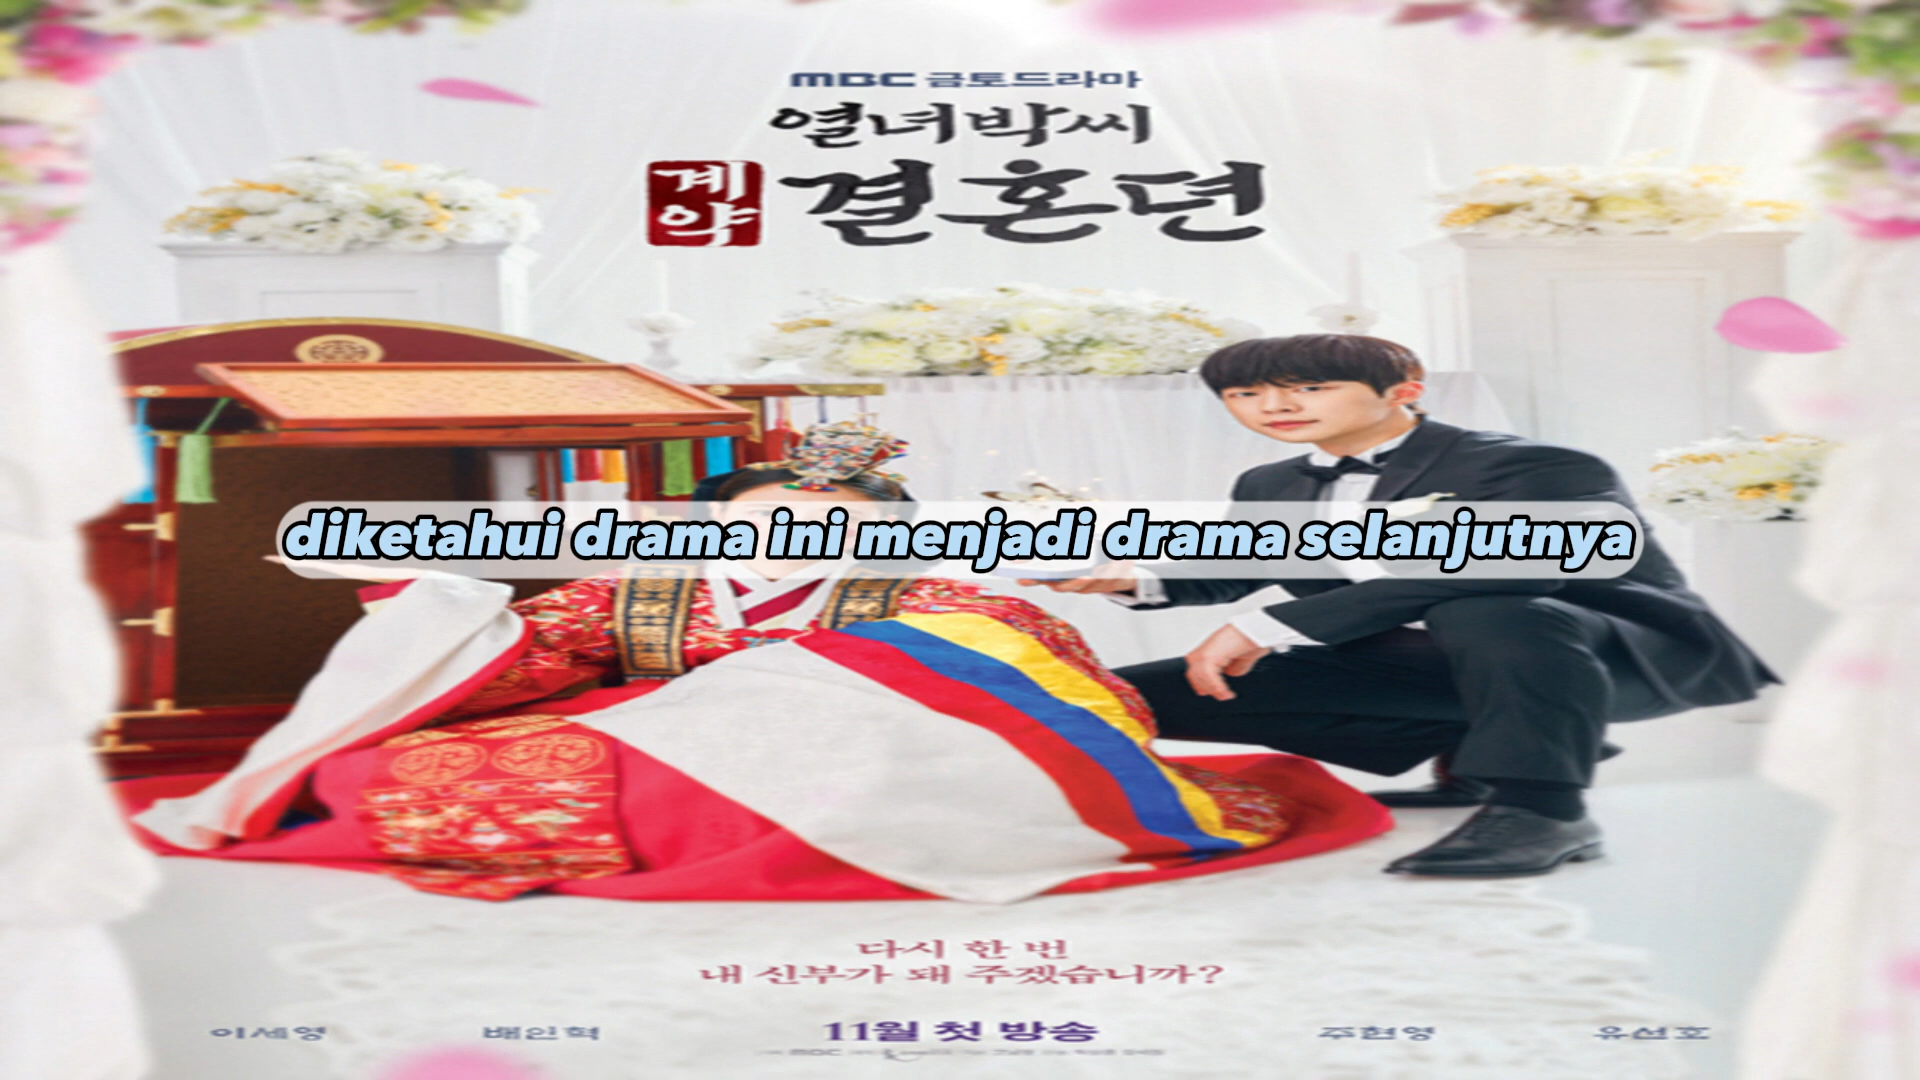 MBC 금토드라마
열녀박씨
계약 결혼뎐
diketahui drama ini menjadi drama selanjutnya
다시 한 번
내 신부가 돼 주겠습니까?
이세영 배인혁 11월 첫 방송 주현영 유선호